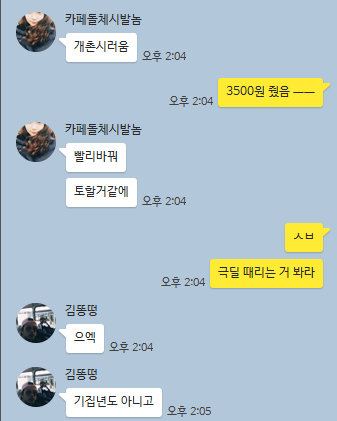 카페돌체시발놈
개촌시러움
오후 2:04
3500원 줬음 ㅡㅡ
오후 2:04
카페돌체시발놈
빨리바꿔
토할거같에
오후 2:04
ㅅㅂ
극딜 때리는 거 봐라
오후 2:04
김똥떵
으엑
오후 2:04
김똥떵
기집년도 아니고
오후 2:05